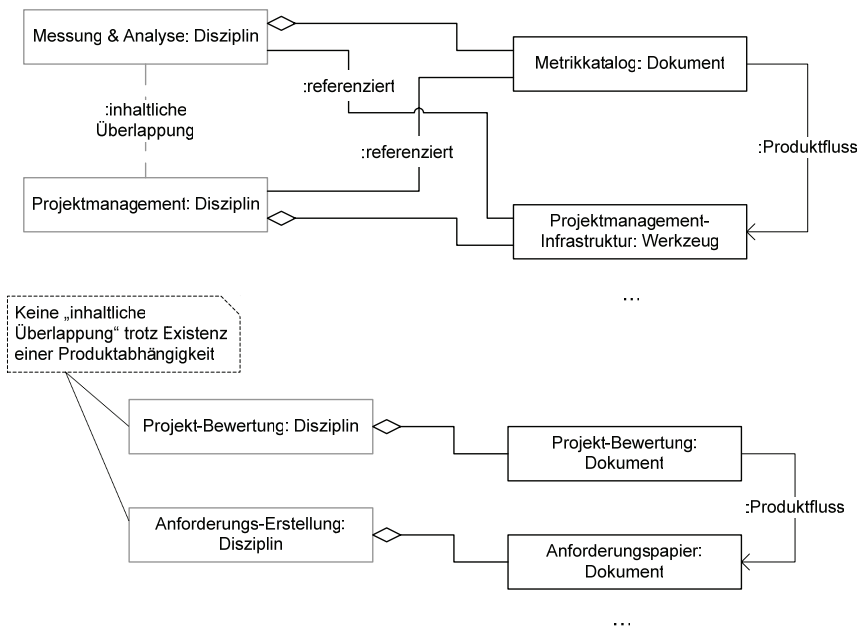 Messung & Analyse: Disziplin
Metrikkatalog: Dokument
:referenziert
:inhaltliche
Überlappung
:referenziert
:Produktfluss
Projektmanagement: Disziplin
Projektmanagement-
Infrastruktur: Werkzeug
...
Keine „inhaltliche
Überlappung“ trotz Existenz
einer Produktabhängigkeit
Projekt-Bewertung: Disziplin
Projekt-Bewertung:
Dokument
:Produktfluss
Anforderungs-Erstellung:
Disziplin
Anforderungspapier:
Dokument
...